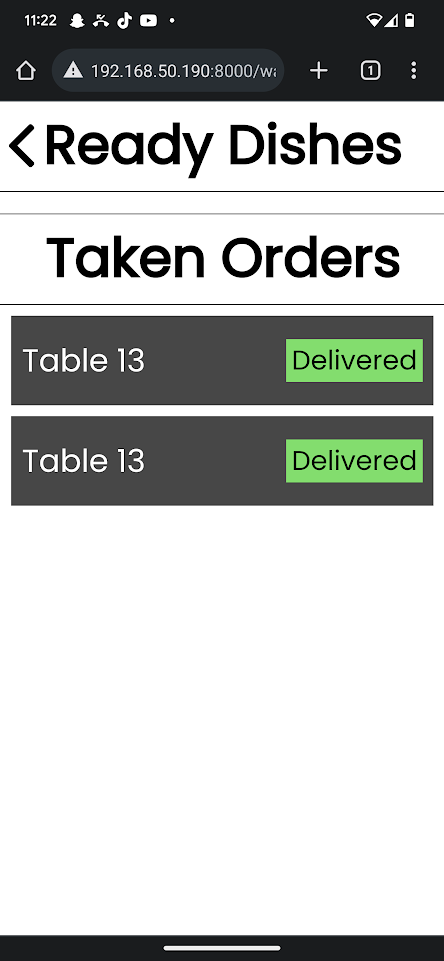 11:22
192.168.50.190:8000/wa
1
Ready Dishes
Taken Orders
Table 13 Delivered
Table 13 Delivered